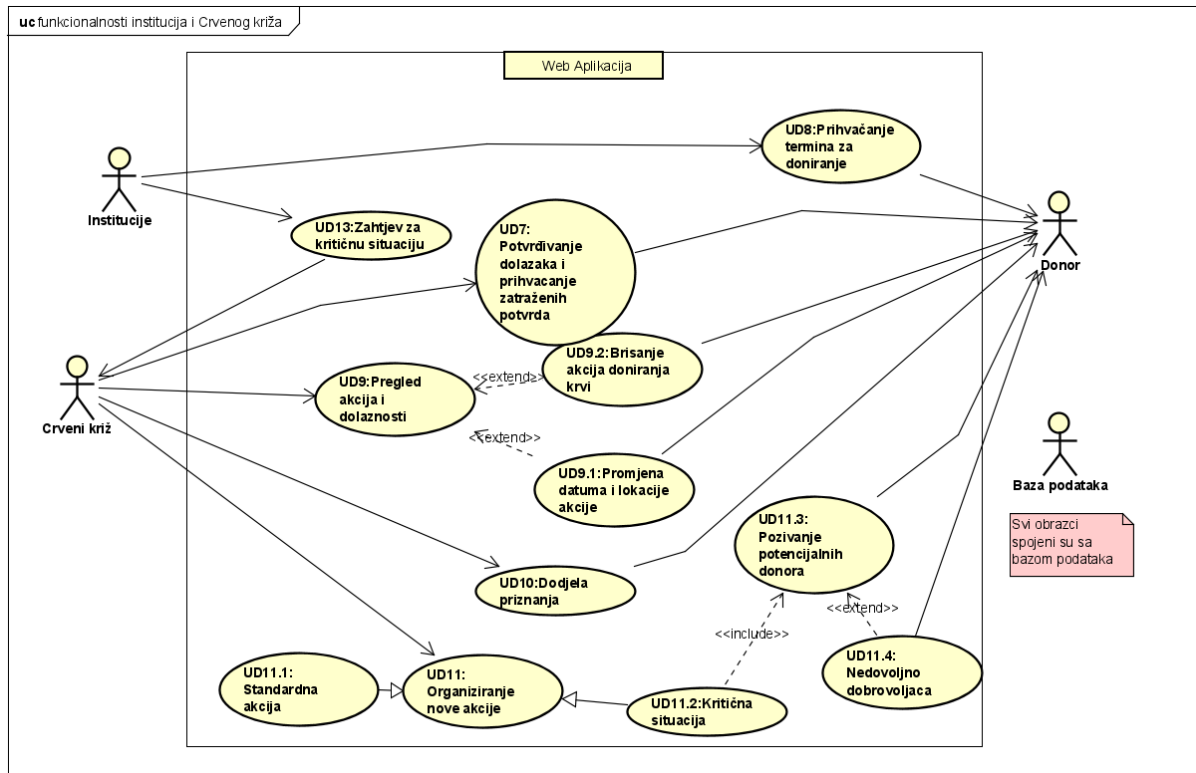 uc funkcionalnosti institucija i Crvenog križa
Web Aplikacija
UD8:Prihvaćanje
termina za
doniranje
Institucije
UD13:Zahtjev za
kritičnu situaciju
UD7:
Potvrđivanje
dolazaka i
prihvacanje
zatraženih
potvrda
Donor
UD9.2:Brisanje
akcija doniranja
krvi
<<extend>>
UD9:Pregled
akcija i
dolaznosti
Crveni križ
<<extend>>
UD9.1:Promjena
datuma i lokacije
akcije
Baza podataka
Svi obrazci
spojeni su sa
bazom podataka
UD11.3:
Pozivanje
potencijalnih
donora
UD10:Dodjela
priznanja
<<extend>>
<<include>>
UD11.4:
Nedovoljno
dobrovoljaca
UD11.1:
Standardna
akcija
UD11:
Organiziranje
nove akcije
UD11.2:Kritična
situacija